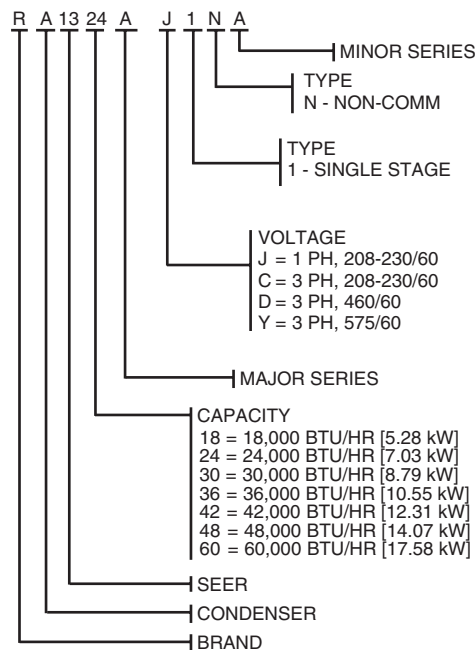 R A 13 24 A J 1 N A
MINOR SERIES
TYPE
N - NON-COMM
TYPE
1 - SINGLE STAGE
VOLTAGE
J = 1 PH, 208-230/60
C = 3 PH, 208-230/60
D = 3 PH, 460/60
Y = 3 PH, 575/60
MAJOR SERIES
CAPACITY
18 = 18,000 BTU/HR [5.28 kW]
24 = 24,000 BTU/HR [7.03 kW]
30 = 30,000 BTU/HR [8.79 kW]
36 = 36,000 BTU/HR [10.55 kW]
42 = 42,000 BTU/HR [12.31 kW]
48 = 48,000 BTU/HR [14.07 kW]
60 = 60,000 BTU/HR [17.58 kW]
SEER
CONDENSER
BRAND